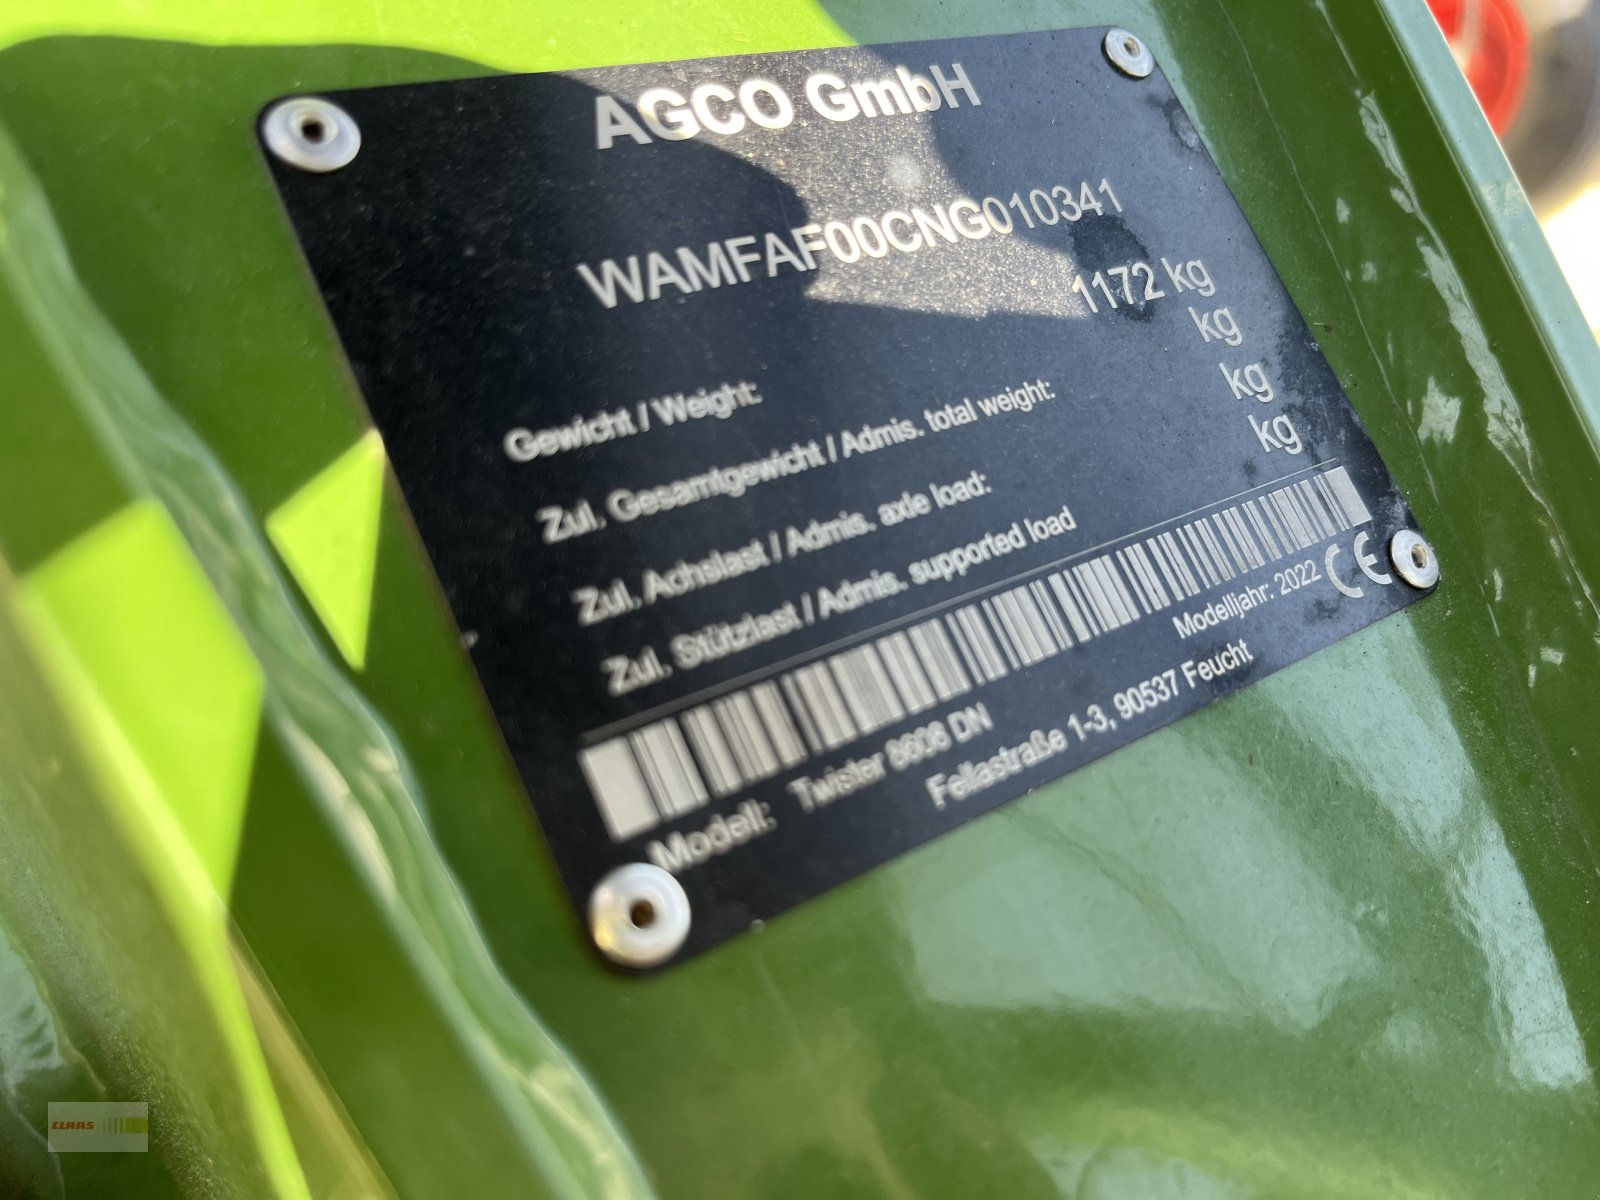 AGCO GmbH
WAMFAF00CNG010341
Gewicht / Weight: 1172 kg
Zul. Gesamtgewicht / Admis. total weight: kg
Zul. Achslast / Admis. axle load: kg
Zul. Stützlast / Admis. supported load kg
Modell: Twister 8608 DN Modelljahr: 2022 CE
Fellastraße 1-3, 90537 Feucht
CLAAS